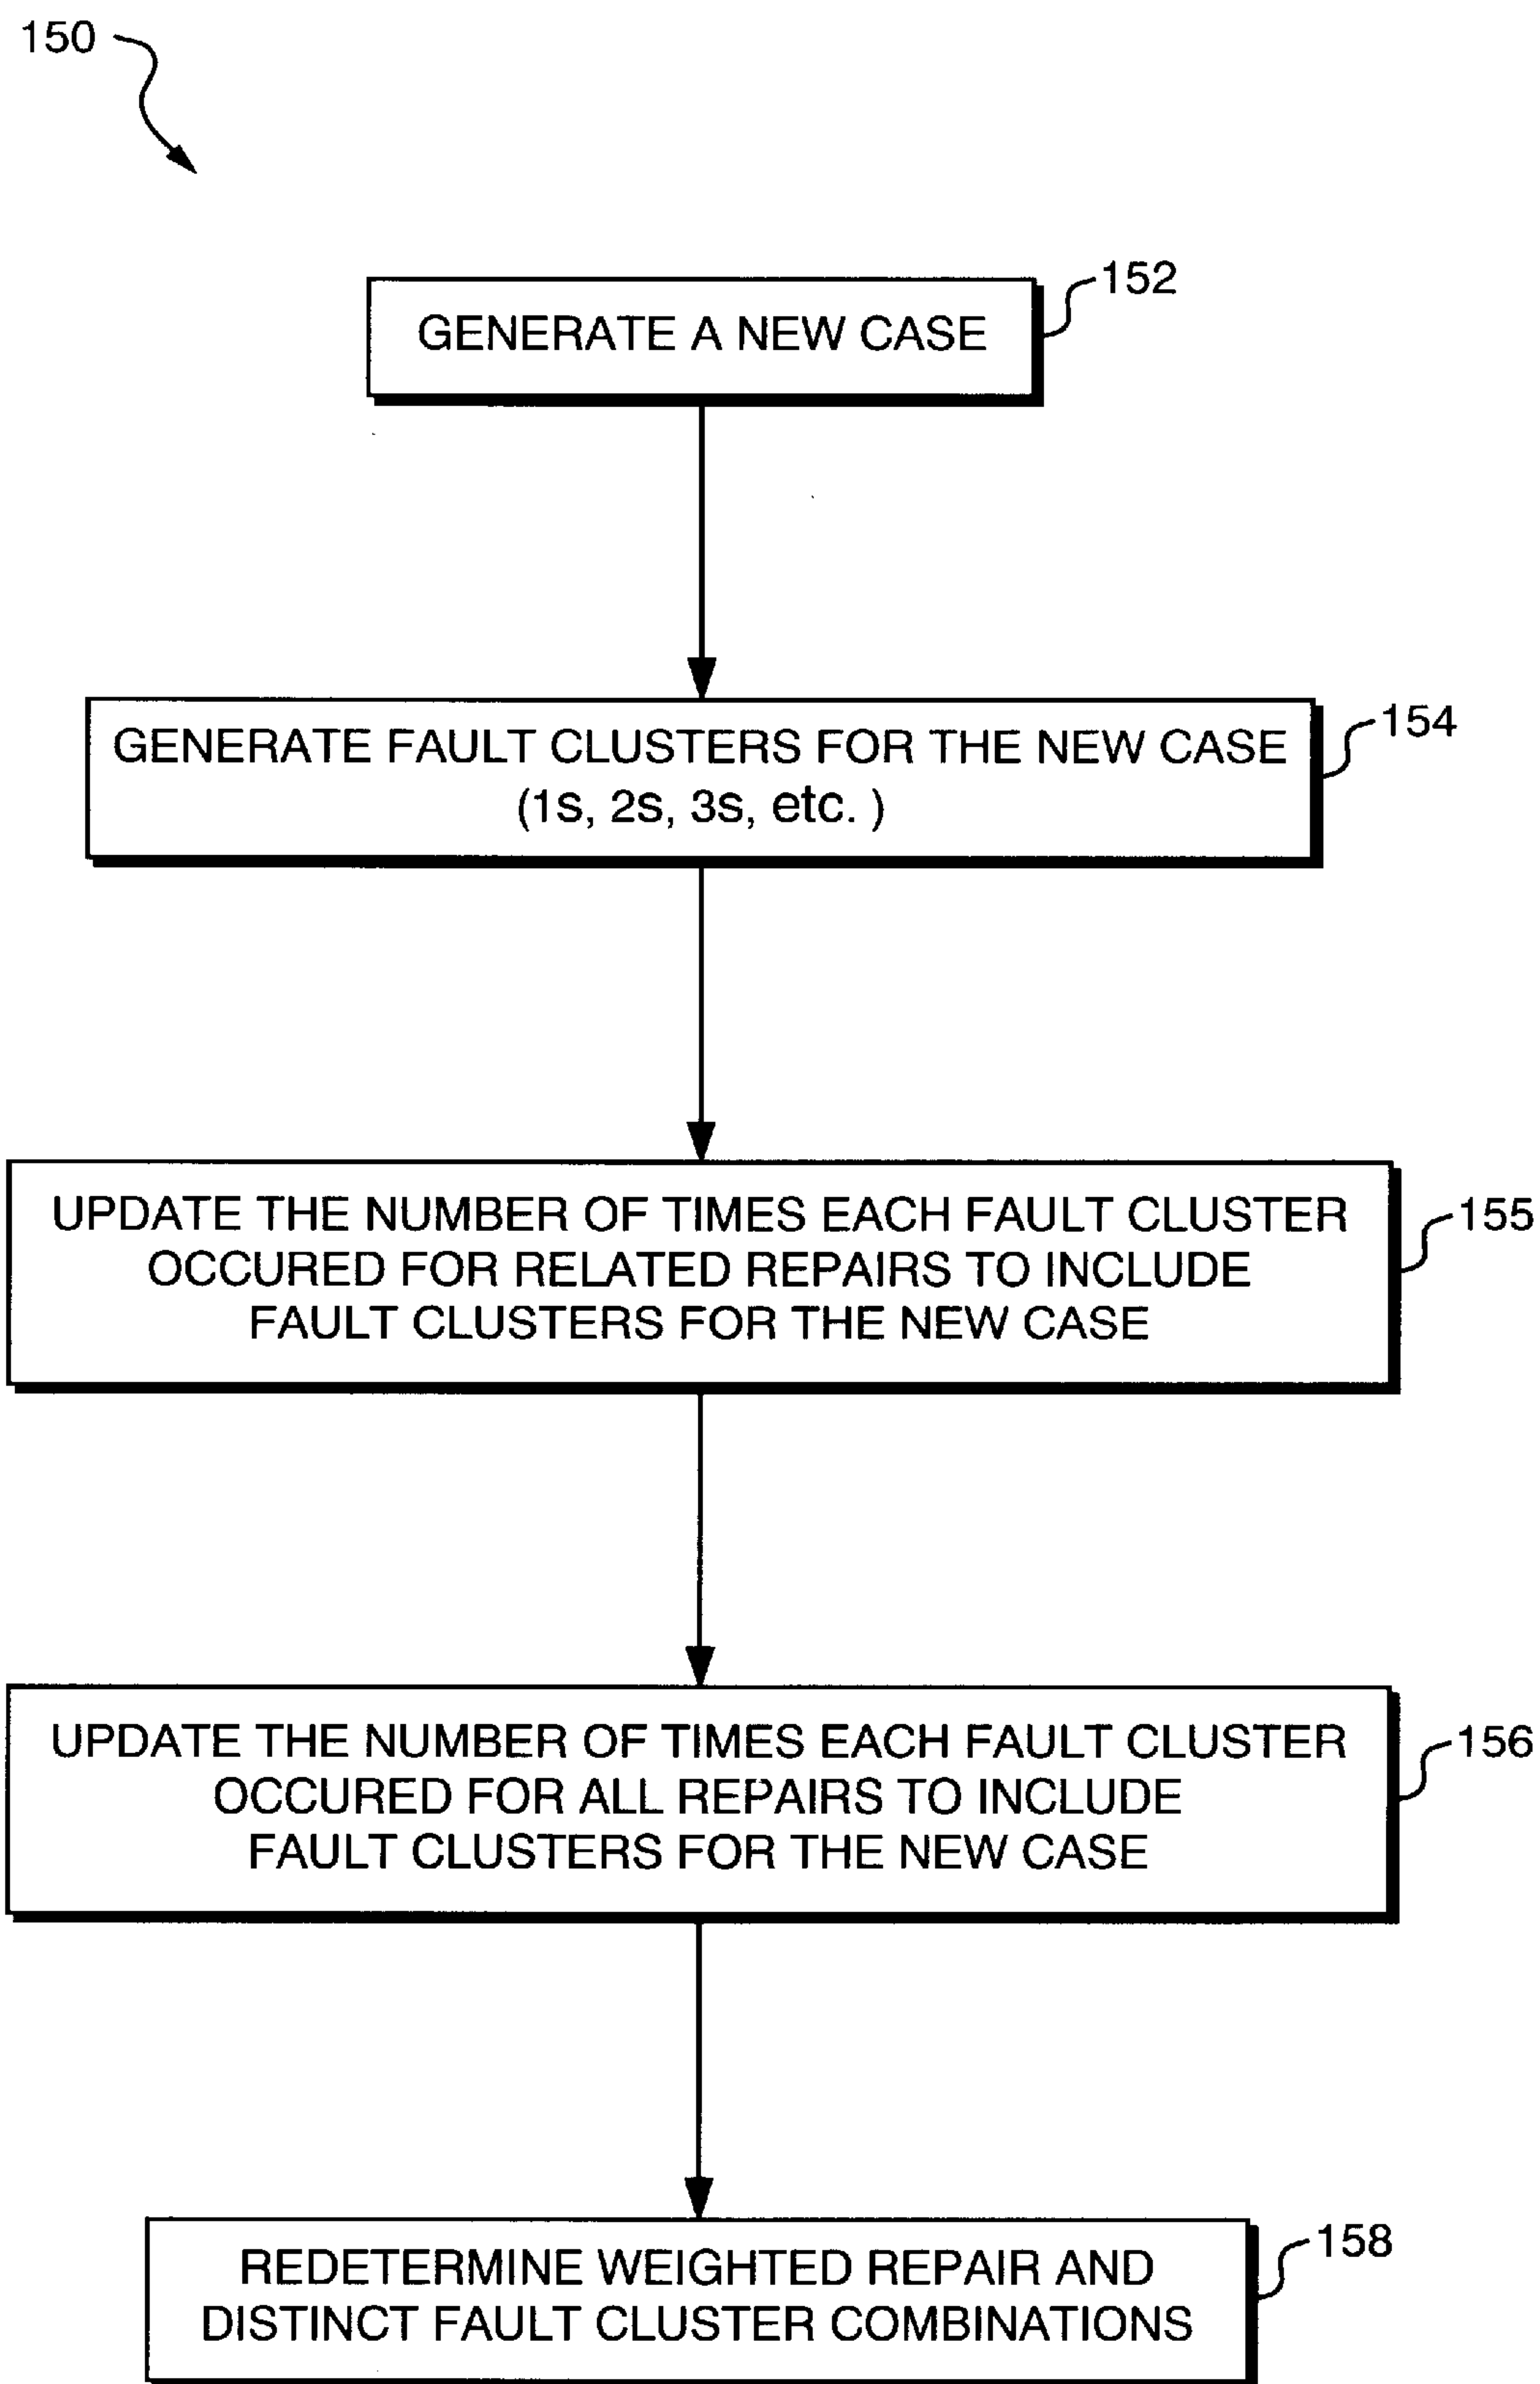 150
152
GENERATE A NEW CASE
154
GENERATE FAULT CLUSTERS FOR THE NEW CASE
(1s, 2s, 3s, etc. )
155
UPDATE THE NUMBER OF TIMES EACH FAULT CLUSTER
OCCURED FOR RELATED REPAIRS TO INCLUDE
FAULT CLUSTERS FOR THE NEW CASE
156
UPDATE THE NUMBER OF TIMES EACH FAULT CLUSTER
OCCURED FOR ALL REPAIRS TO INCLUDE
FAULT CLUSTERS FOR THE NEW CASE
158
REDETERMINE WEIGHTED REPAIR AND
DISTINCT FAULT CLUSTER COMBINATIONS